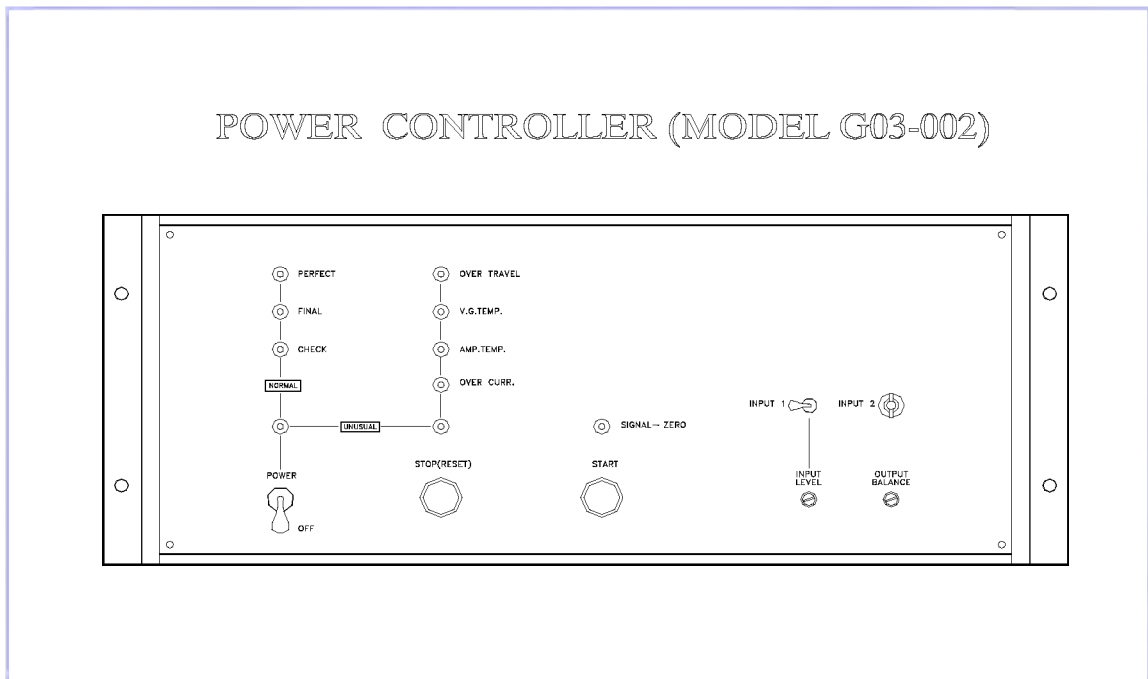 POWER CONTROLLER (MODEL G03-002)
PERFECT
OVER TRAVEL
FINAL
V.G.TEMP.
CHECK
AMP.TEMP.
NORMAL
OVER CURR.
INPUT 1
INPUT 2
UNUSUAL
SIGNAL→ ZERO
POWER
STOP(RESET)
START
INPUT
LEVEL
OUTPUT
BALANCE
OFF